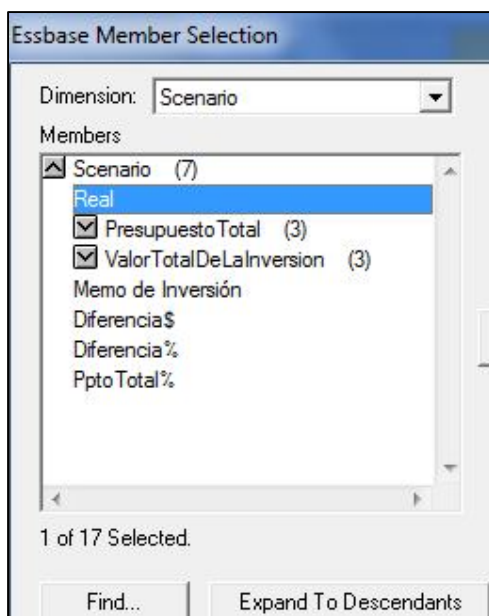 Essbase Member Selection
Dimension: Scenario
Members
Scenario (7)
Real
PresupuestoTotal (3)
ValorTotalDeLaInversion (3)
Memo de Inversión
Diferencia$
Diferencia%
PptoTotal%
1 of 17 Selected.
Find... Expand To Descendants